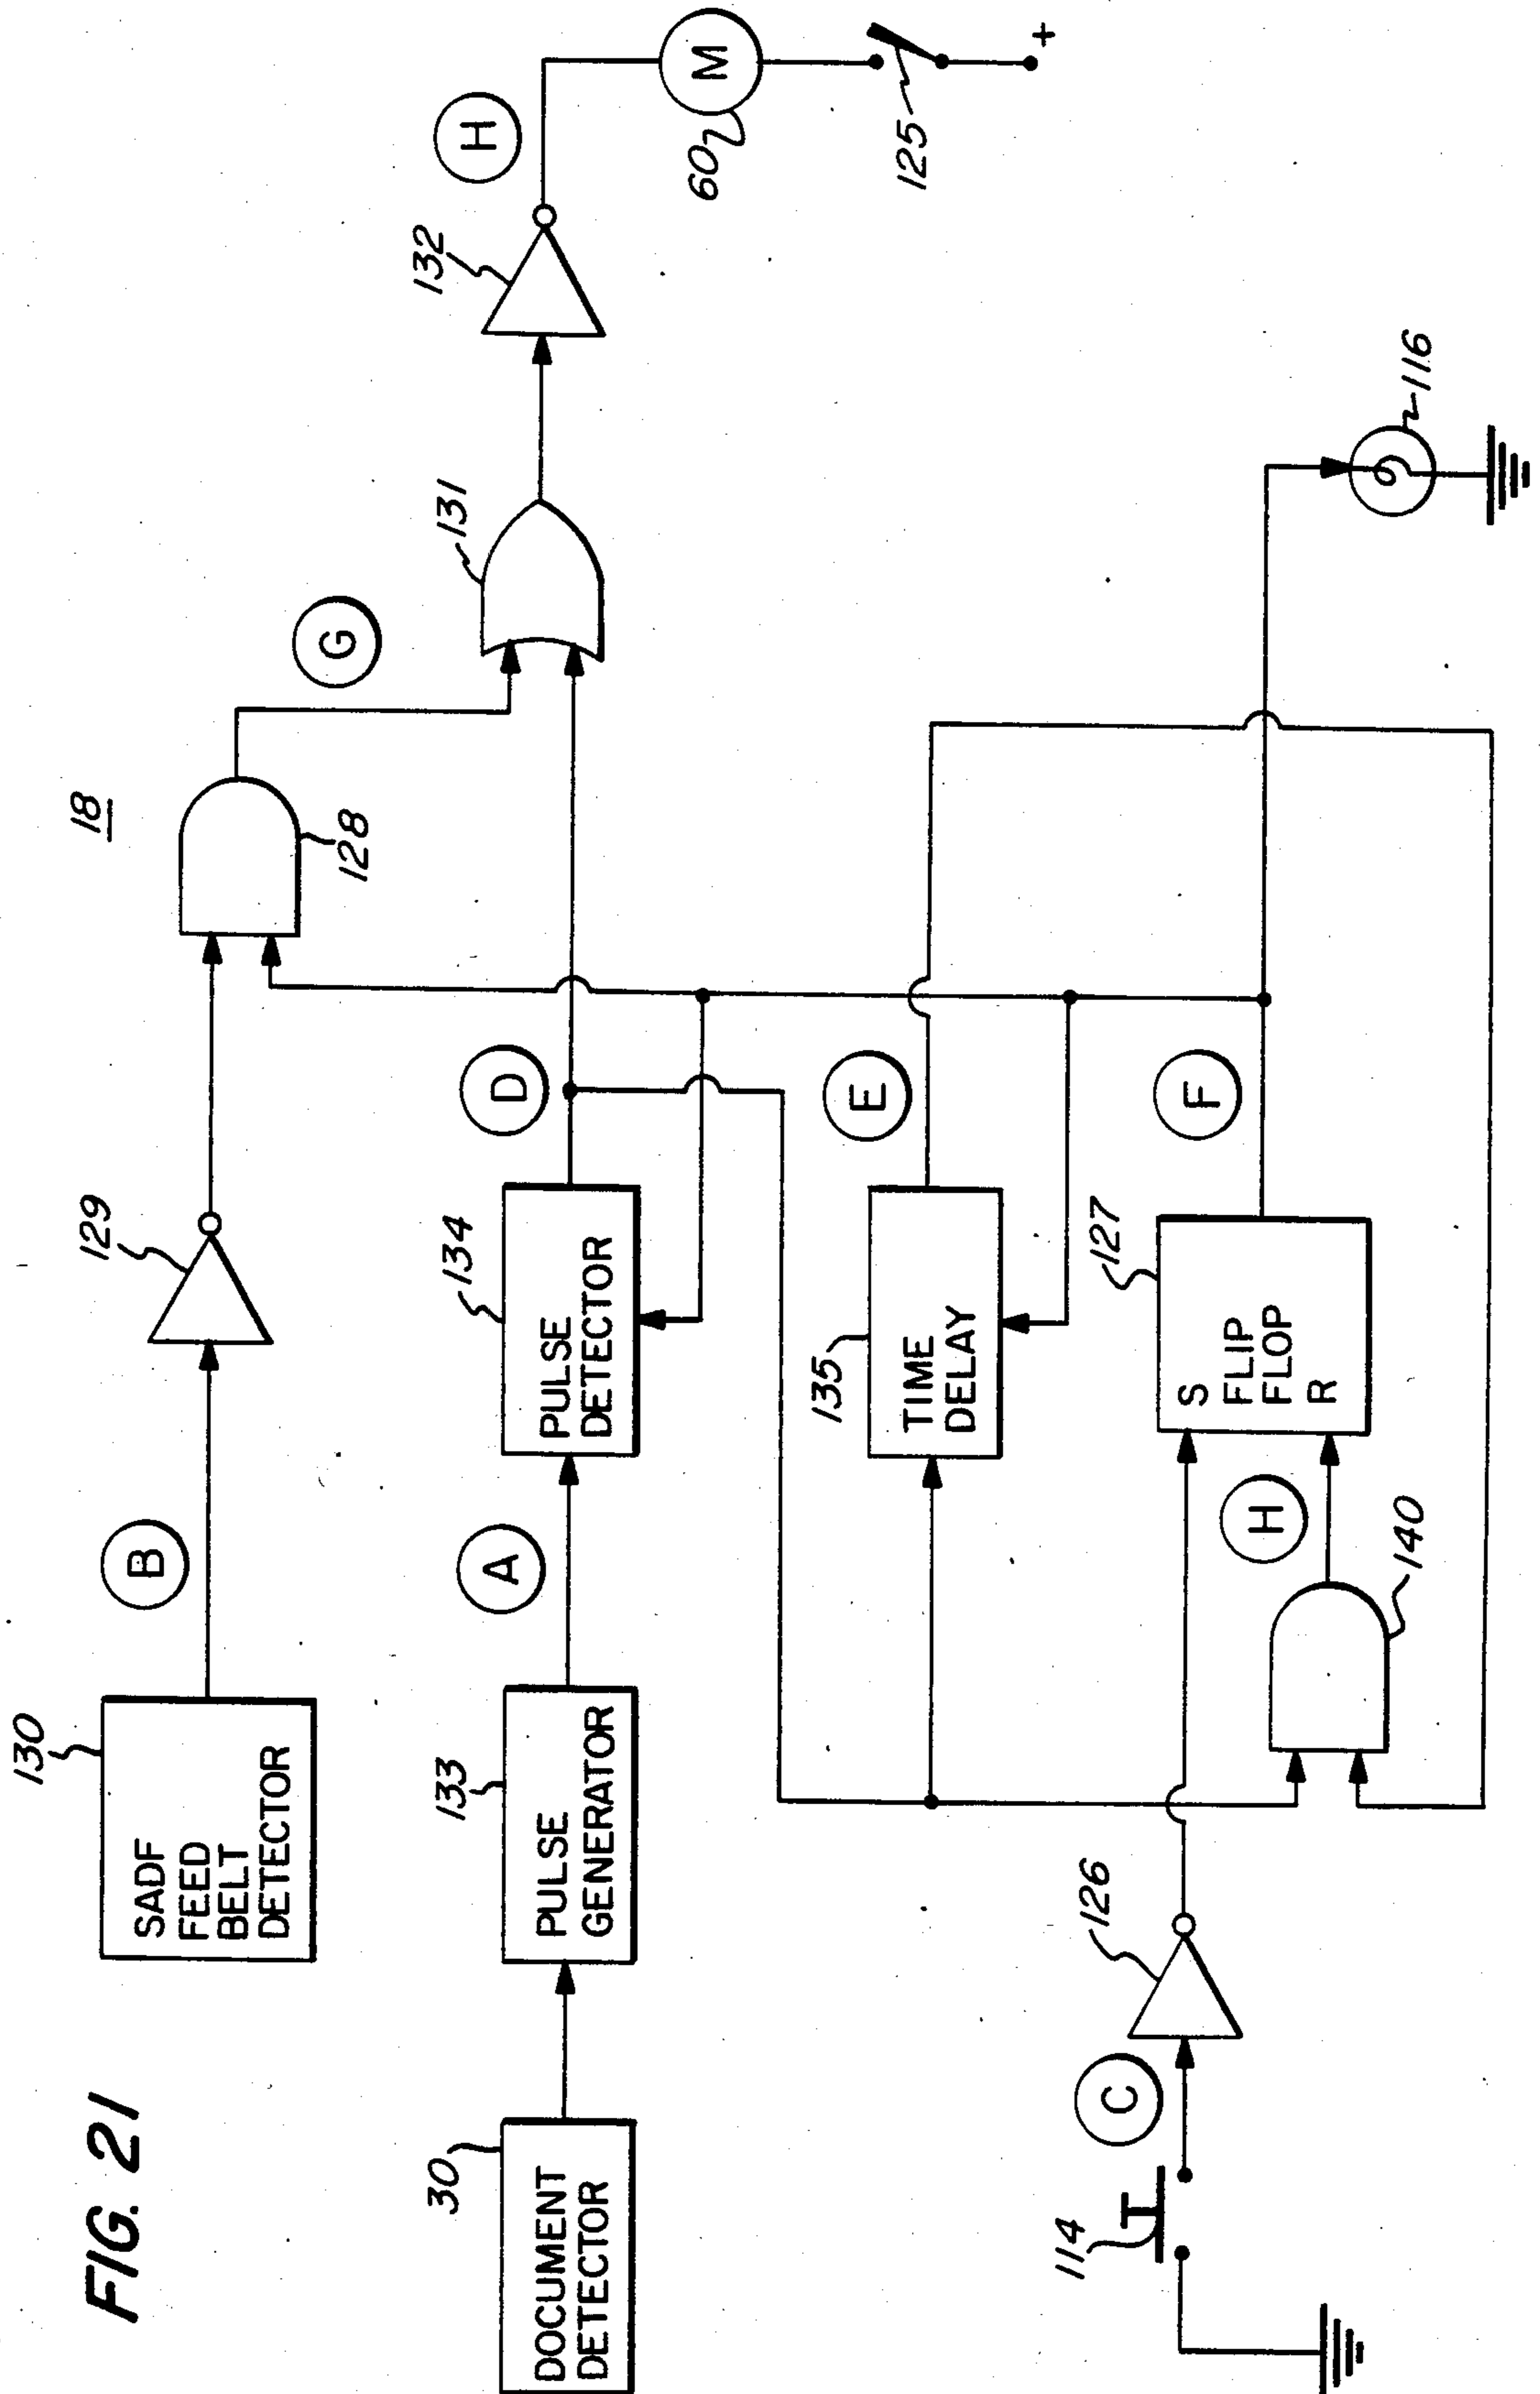 FIG. 21
18
130
SADF
FEED
BELT
DETECTOR
B
129
128
G
30
DOCUMENT
DETECTOR
133
PULSE
GENERATOR
A
134
PULSE
DETECTOR
D
131
132
H
M
60
125
+
135
TIME
DELAY
E
114
C
126
127
S
FLIP
FLOP
R
F
H
140
116